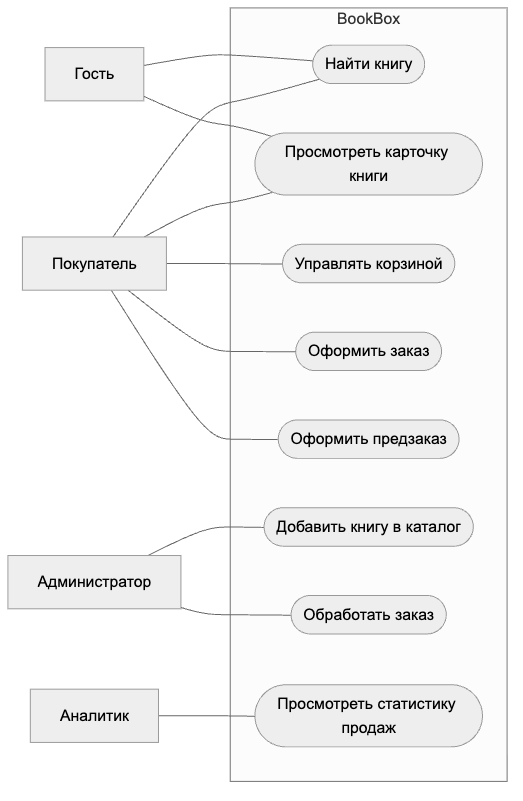 BookBox
Гость
Найти книгу
Просмотреть карточку
книги
Покупатель
Управлять корзиной
Оформить заказ
Оформить предзаказ
Добавить книгу в каталог
Администратор
Обработать заказ
Аналитик
Просмотреть статистику
продаж